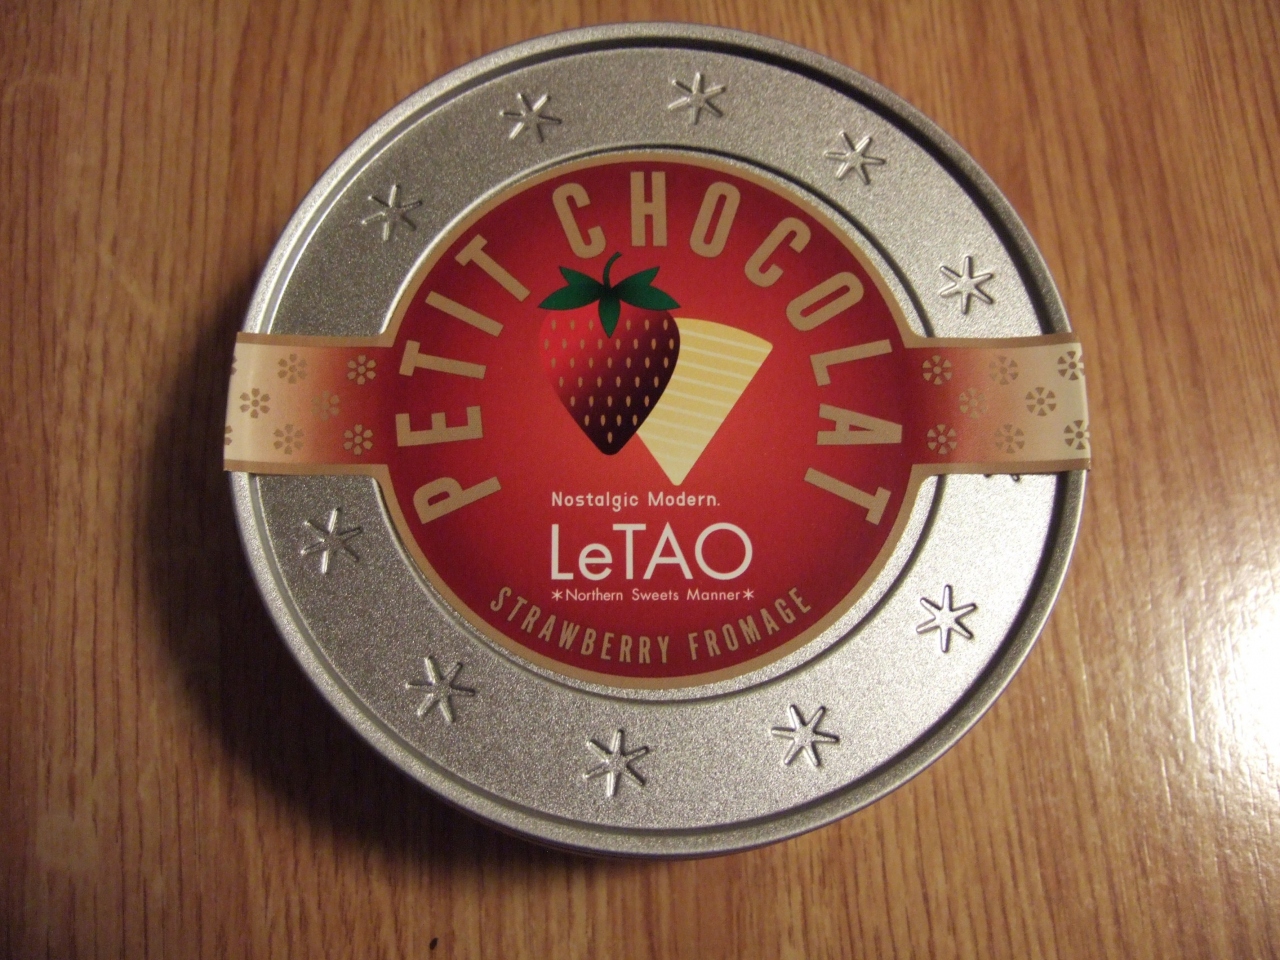 PETIT CHOCOLAT
Nostalgic Modern.
LeTAO
*Northern Sweets Manner*
STRAWBERRY FROMAGE